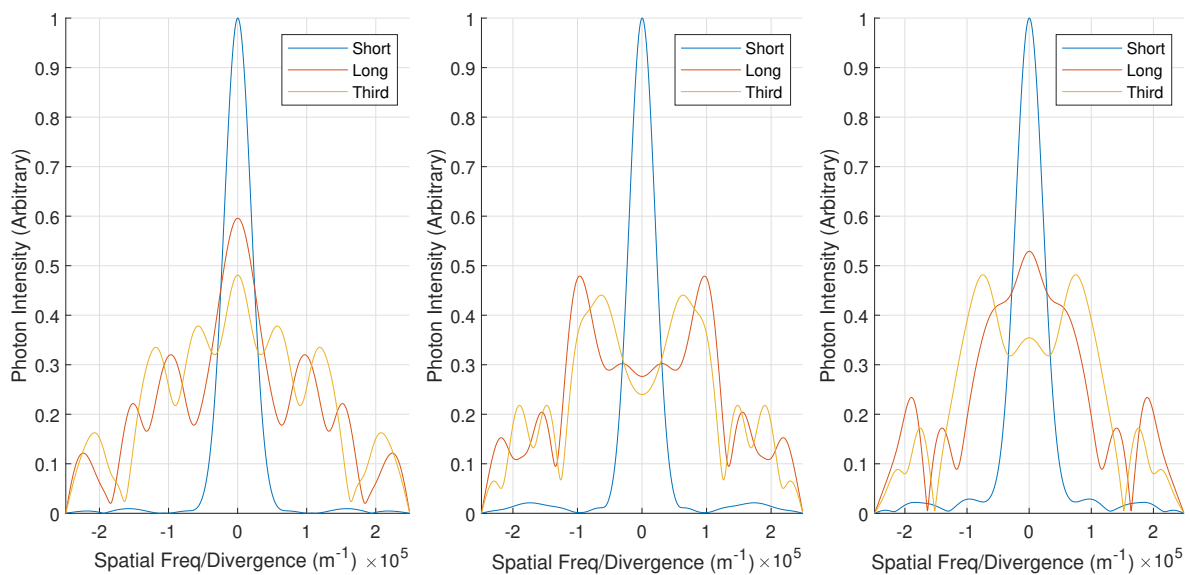 Photon Intensity (Arbitrary)
1
0.9
0.8
0.7
0.6
0.5
0.4
0.3
0.2
0.1
0
-2 -1 0 1 2
Spatial Freq/Divergence (m⁻¹) ×10⁵
Short
Long
Third
Photon Intensity (Arbitrary)
1
0.9
0.8
0.7
0.6
0.5
0.4
0.3
0.2
0.1
0
-2 -1 0 1 2
Spatial Freq/Divergence (m⁻¹) ×10⁵
Short
Long
Third
Photon Intensity (Arbitrary)
1
0.9
0.8
0.7
0.6
0.5
0.4
0.3
0.2
0.1
0
-2 -1 0 1 2
Spatial Freq/Divergence (m⁻¹) ×10⁵
Short
Long
Third